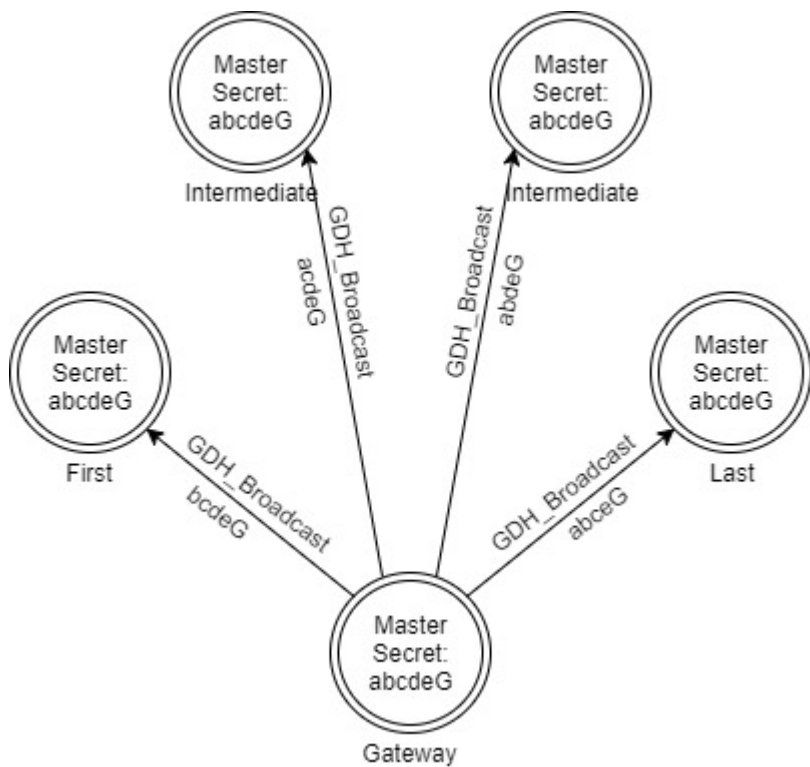 Master
Secret:
abcdeG
Intermediate
Master
Secret:
abcdeG
Intermediate
GDH_Broadcast
acdeG
GDH_Broadcast
abdeG
Master
Secret:
abcdeG
First
Master
Secret:
abcdeG
Last
GDH_Broadcast
bcdeG
GDH_Broadcast
abceG
Master
Secret:
abcdeG
Gateway